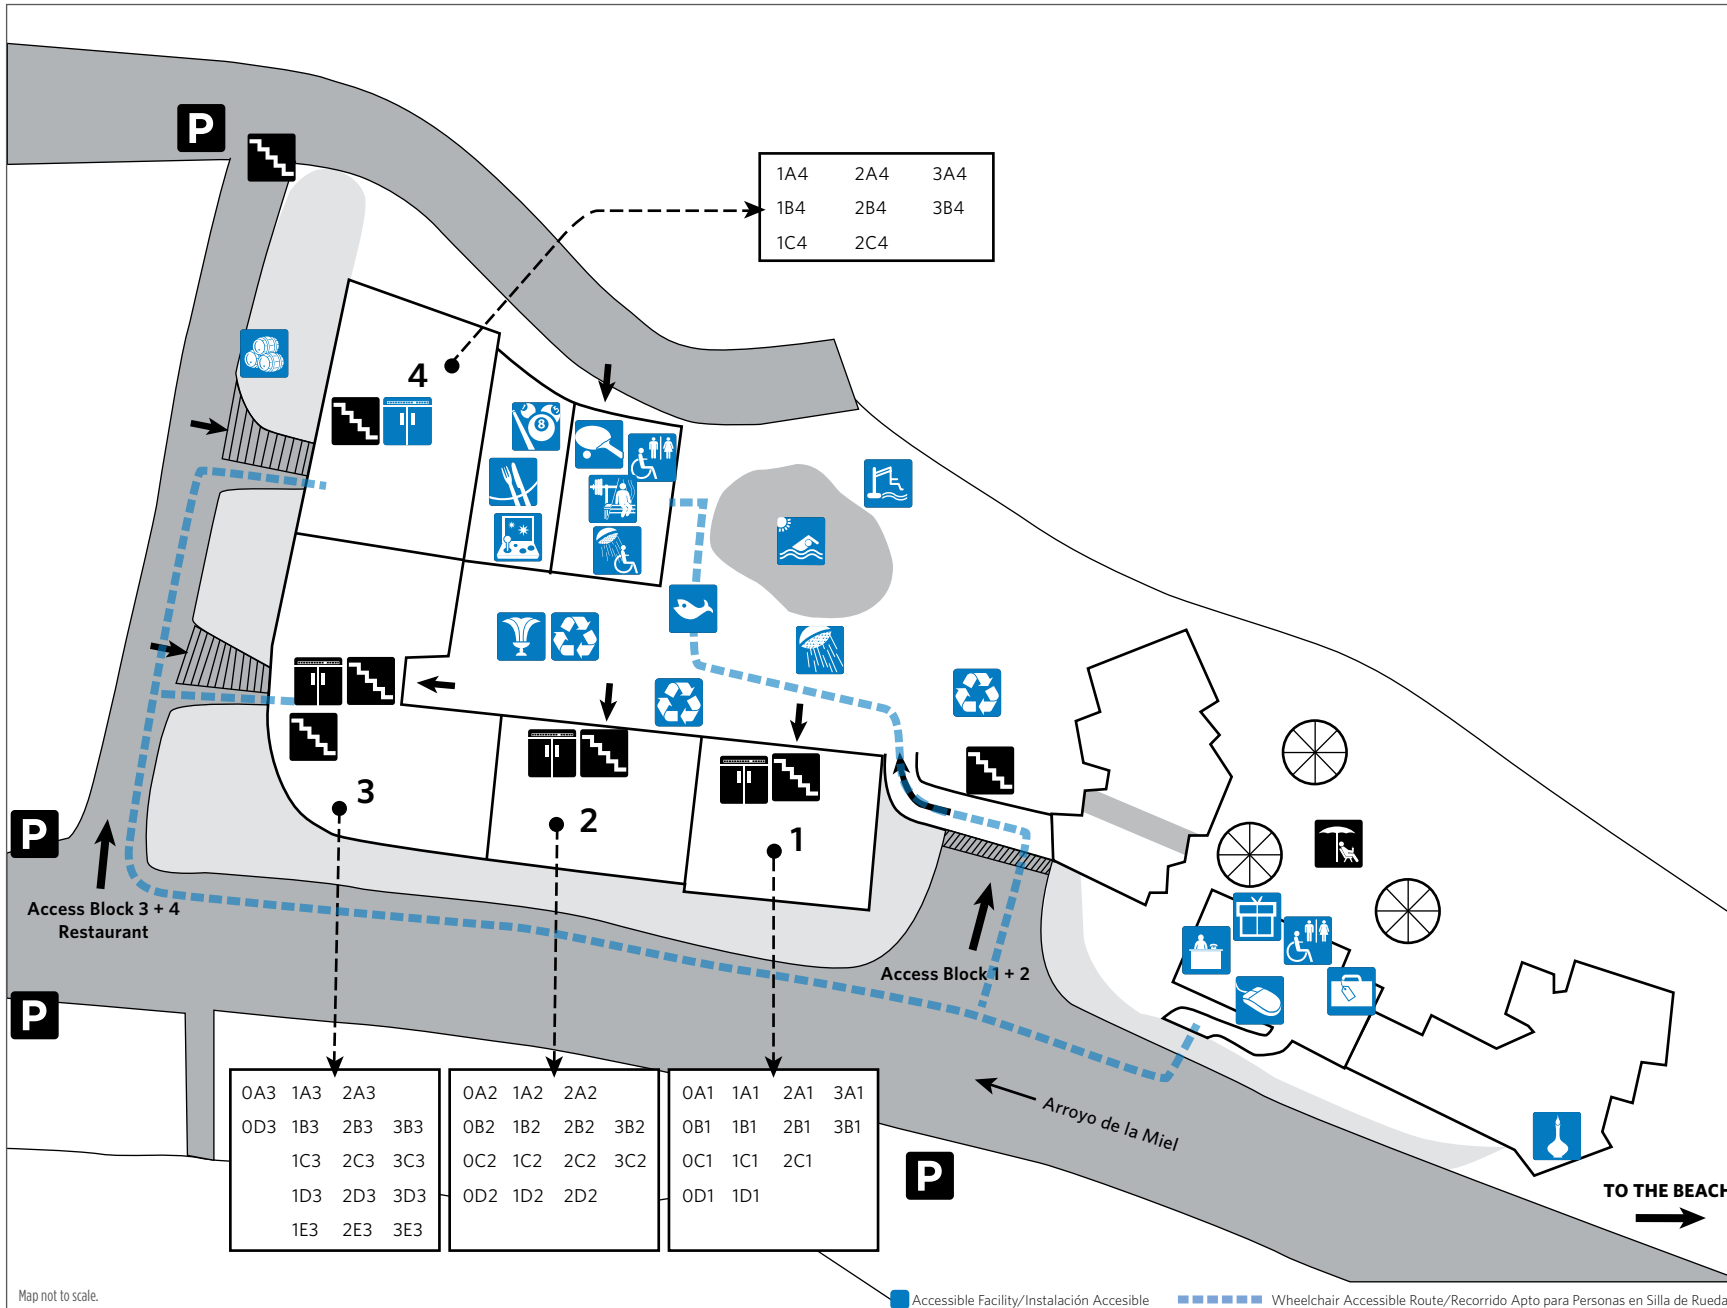 P
1A4 2A4 3A4
1B4 2B4 3B4
1C4 2C4
4
8
3
2
1
P
Access Block 3 + 4
Restaurant
Access Block 1 + 2
P
0A3 1A3 2A3
0D3 1B3 2B3 3B3
1C3 2C3 3C3
1D3 2D3 3D3
1E3 2E3 3E3
0A2 1A2 2A2
0B2 1B2 2B2 3B2
0C2 1C2 2C2 3C2
0D2 1D2 2D2
0A1 1A1 2A1 3A1
0B1 1B1 2B1 3B1
0C1 1C1 2C1
0D1 1D1
Arroyo de la Miel
P
TO THE BEACH
Map not to scale.
Accessible Facility/Instalación Accesible
Wheelchair Accessible Route/Recorrido Apto para Personas en Silla de Rueda